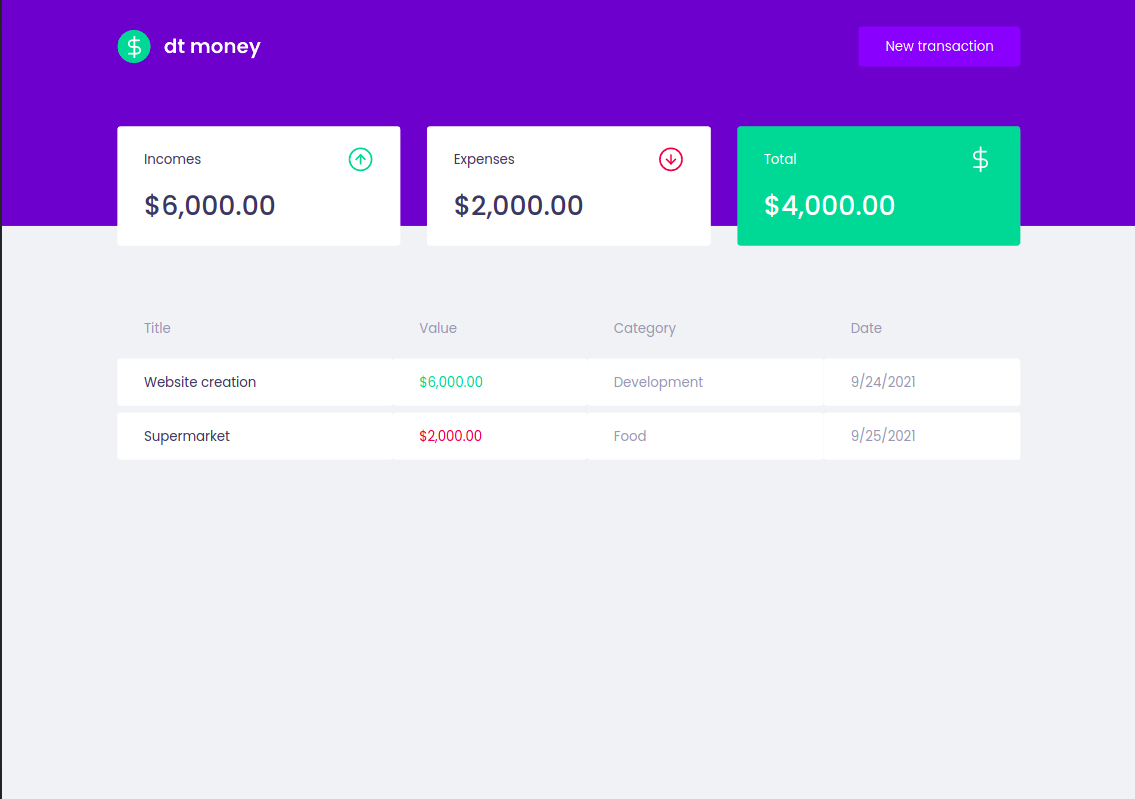 dt money
New transaction
Incomes
$6,000.00
Expenses
$2,000.00
Total
$4,000.00
Title Value Category Date
Website creation $6,000.00 Development 9/24/2021
Supermarket $2,000.00 Food 9/25/2021